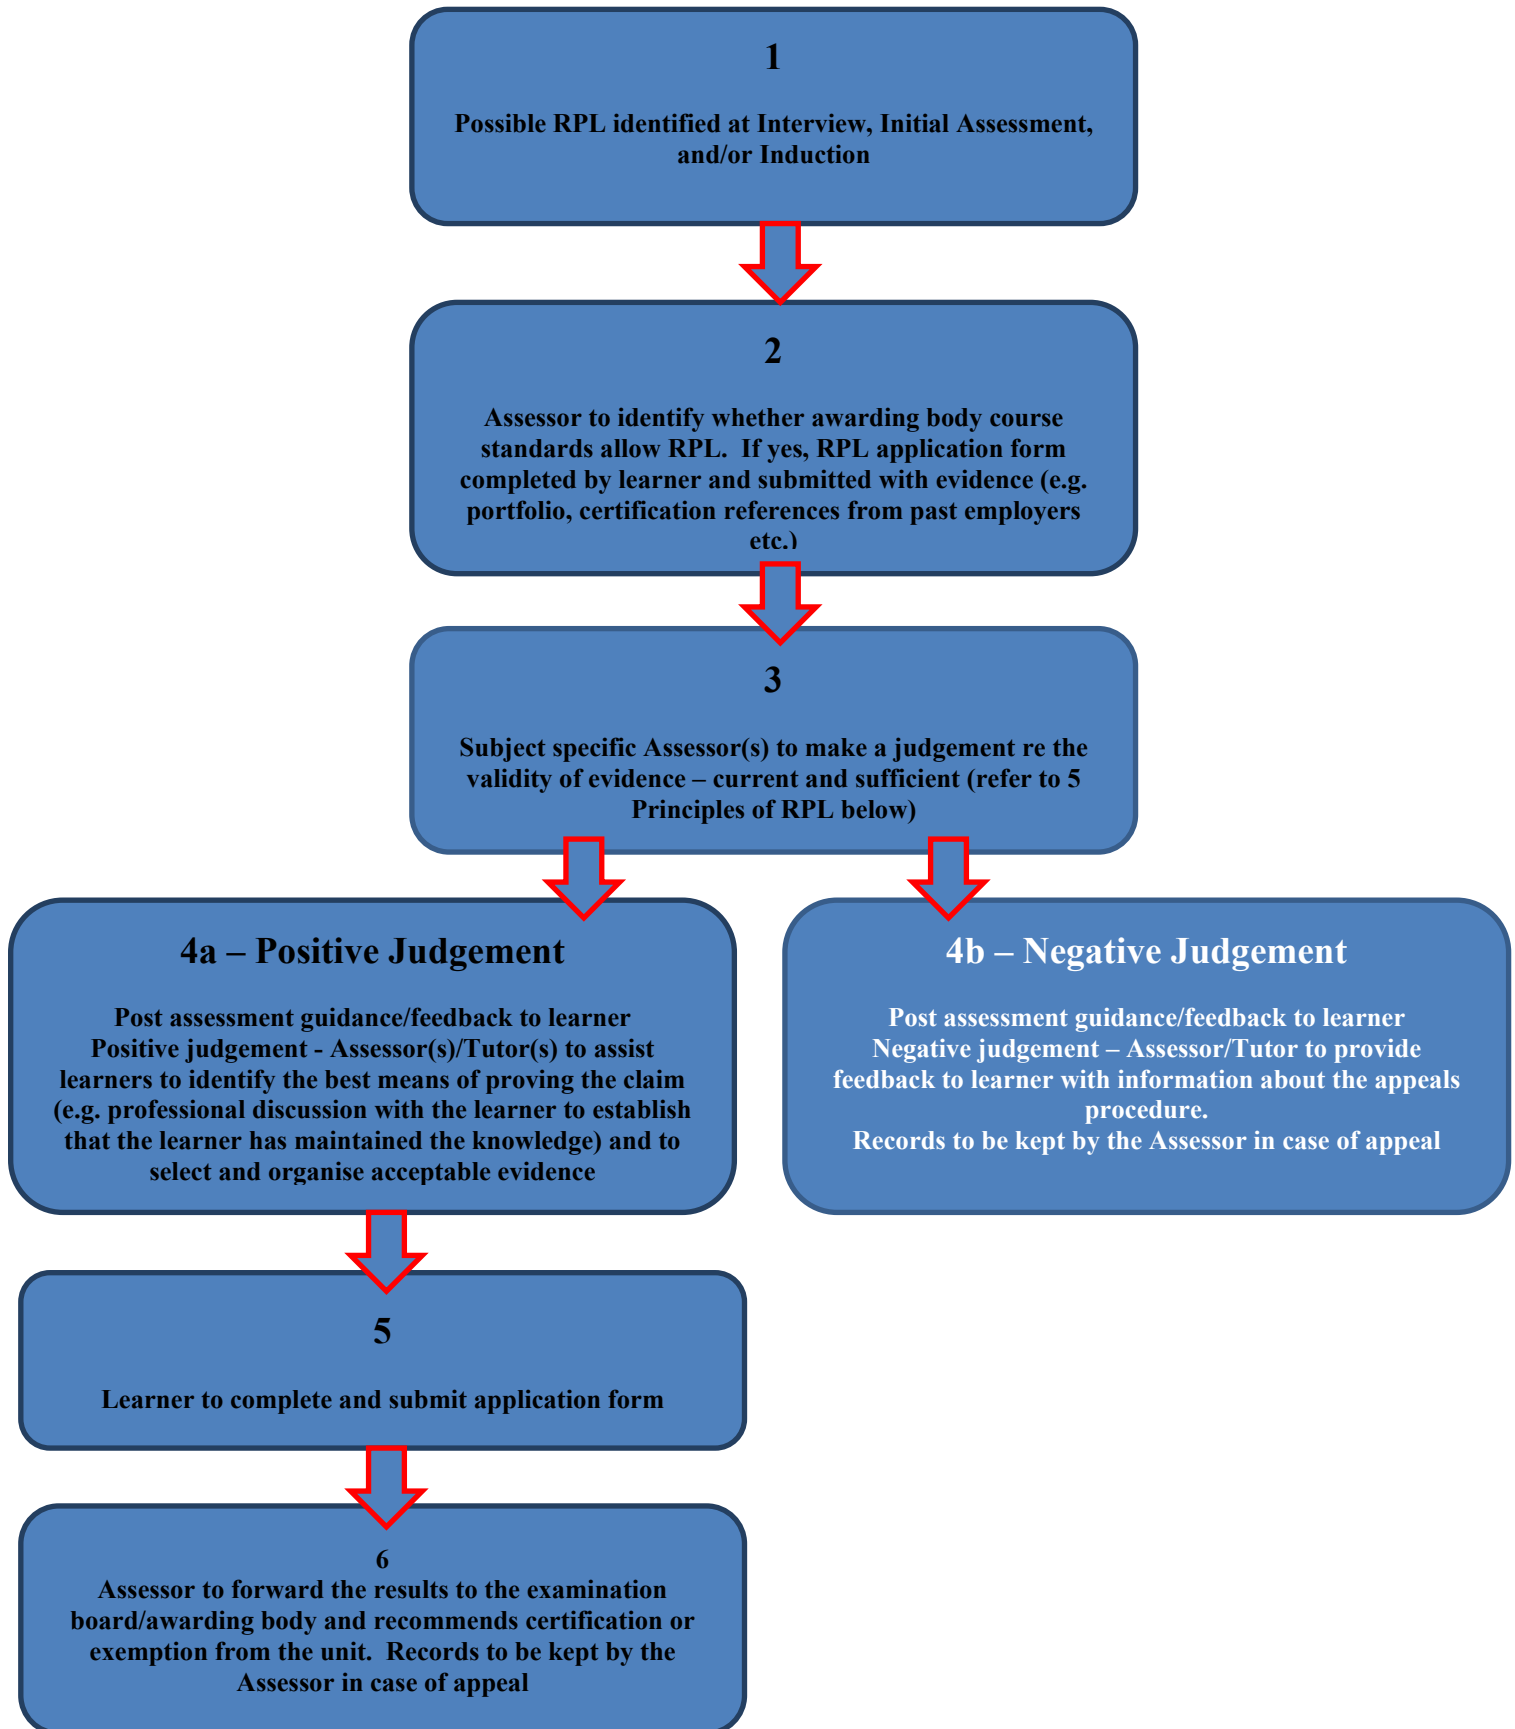 1
Possible RPL identified at Interview, Initial Assessment,
and/or Induction
2
Assessor to identify whether awarding body course
standards allow RPL.  If yes, RPL application form
completed by learner and submitted with evidence (e.g.
portfolio, certification references from past employers
etc.)
3
Subject specific Assessor(s) to make a judgement re the
validity of evidence – current and sufficient (refer to 5
Principles of RPL below)
4a – Positive Judgement
Post assessment guidance/feedback to learner
Positive judgement - Assessor(s)/Tutor(s) to assist
learners to identify the best means of proving the claim
(e.g. professional discussion with the learner to establish
that the learner has maintained the knowledge) and to
select and organise acceptable evidence
4b – Negative Judgement
Post assessment guidance/feedback to learner
Negative judgement – Assessor/Tutor to provide
feedback to learner with information about the appeals
procedure.
Records to be kept by the Assessor in case of appeal
5
Learner to complete and submit application form
6
Assessor to forward the results to the examination
board/awarding body and recommends certification or
exemption from the unit.  Records to be kept by the
Assessor in case of appeal